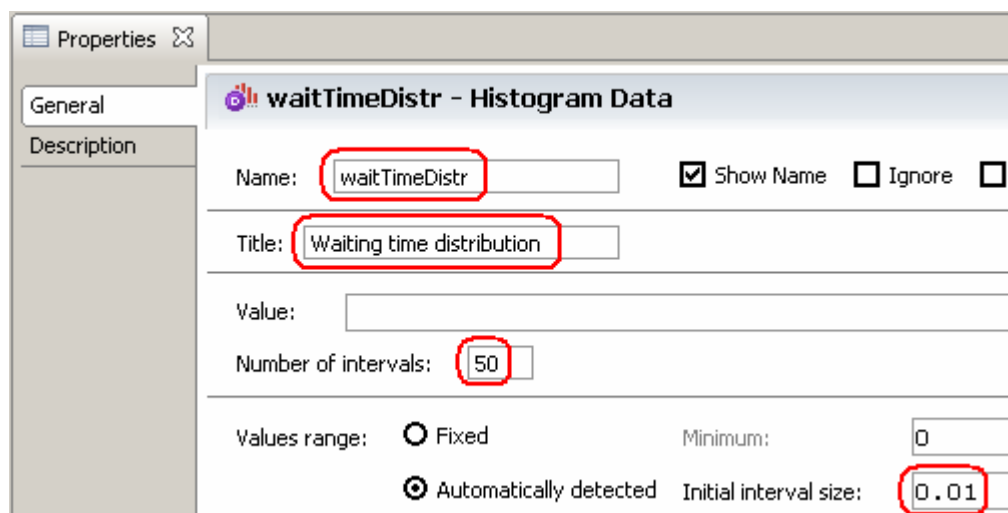 Properties
General
Description
waitTimeDistr - Histogram Data
Name: waitTimeDistr Show Name Ignore
Title: Waiting time distribution
Value:
Number of intervals: 50
Values range: Fixed Minimum: 0
Automatically detected Initial interval size: 0.01